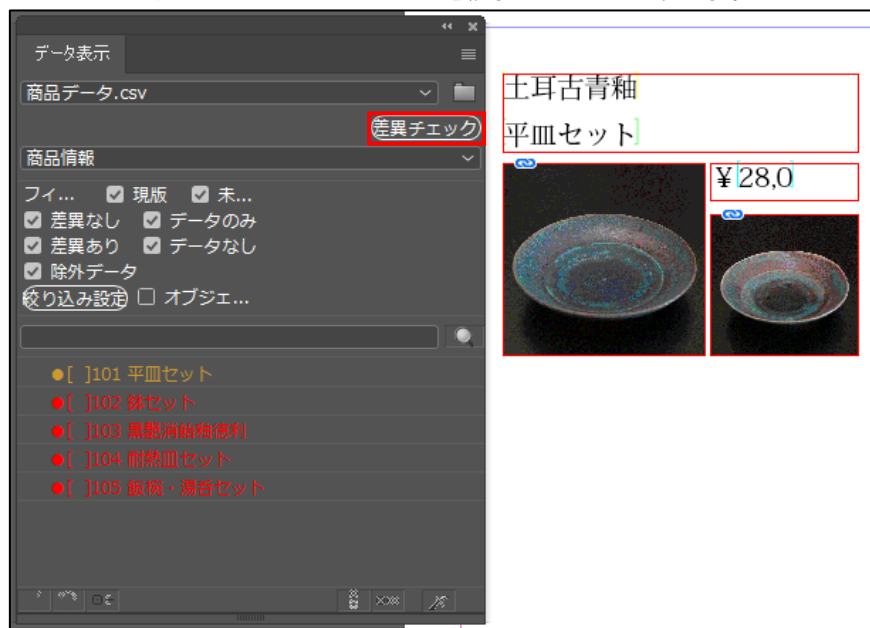 データ表示
商品データ.csv
差異チェック
商品情報
フィ... 現版 未...
差異なし データのみ
差異あり データなし
除外データ
絞り込み設定 オブジェ...
●[ ]101 平皿セット
●[ ]102 鉢セット
●[ ]103 黒艶消飴釉徳利
●[ ]104 耐熱皿セット
●[ ]105 飯碗・湯呑セット
土耳古青釉
平皿セット
¥28,0